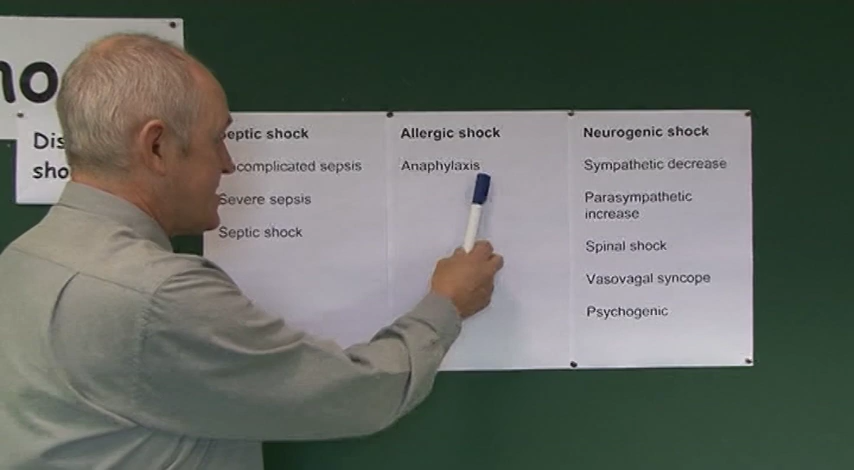 Septic shock
sepsis
Severe sepsis
Septic shock
Allergic shock
Anaphylaxis
Neurogenic shock
Sympathetic decrease
Parasympathetic
increase
Spinal shock
Vasovagal syncope
Psychogenic